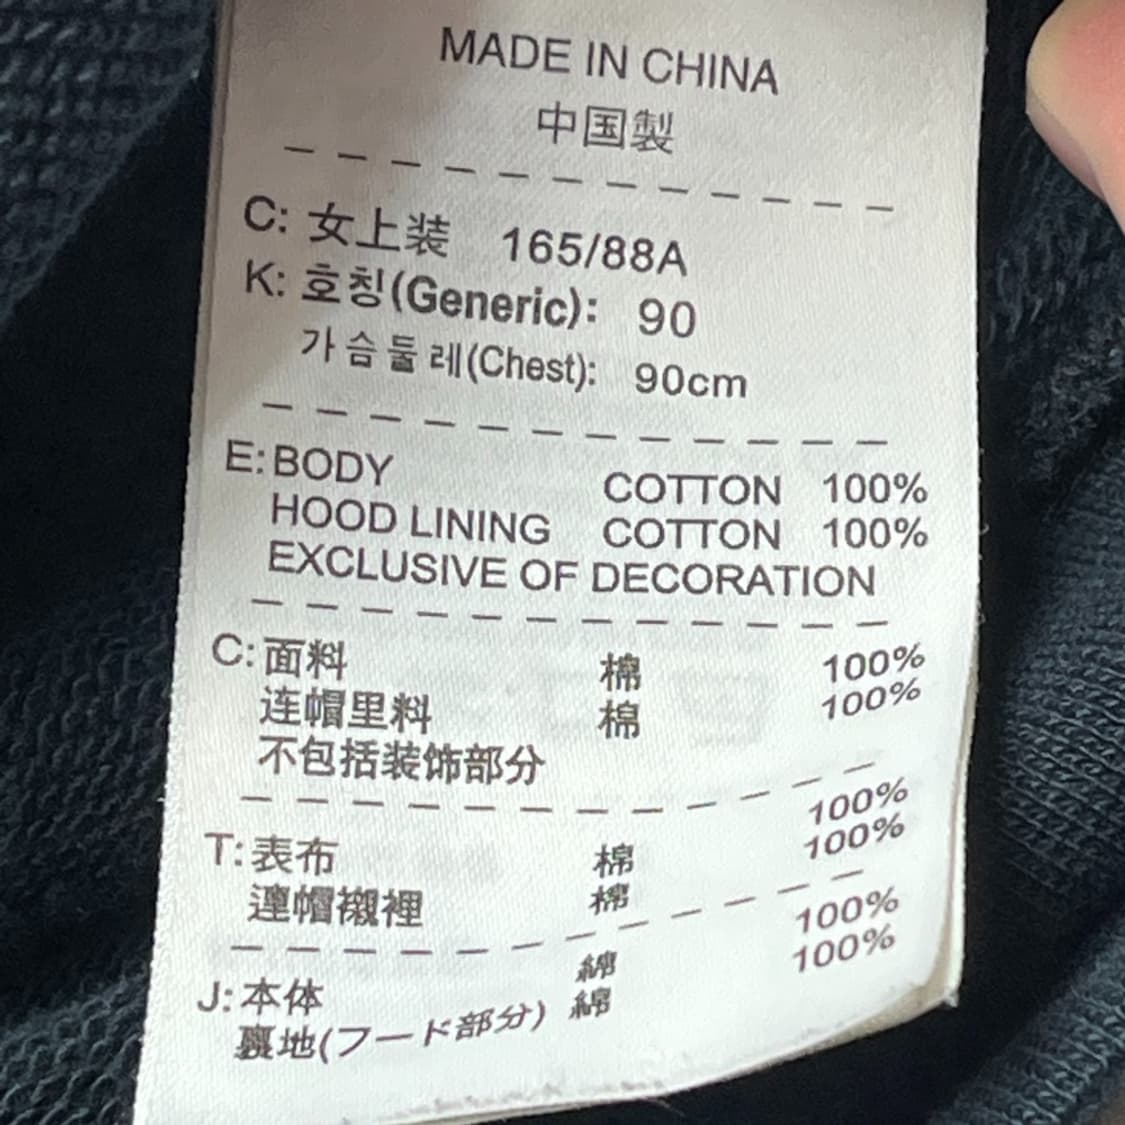 MADE IN CHINA
中国製
- - - - - - - - - - - -
C: 女上装 165/88A
K: 호칭(Generic): 90
가슴둘레(Chest): 90cm
- - - - - - - - - - - -
E: BODY COTTON 100%
HOOD LINING COTTON 100%
EXCLUSIVE OF DECORATION
- - - - - - - - - - - -
C: 面料 棉 100%
连帽里料 棉 100%
不包括装饰部分
- - - - - - - - - - - -
T: 表布 棉 100%
連帽襯裡 棉 100%
- - - - - - - - - - - -
J: 本体 綿 100%
裏地(フード部分) 綿 100%